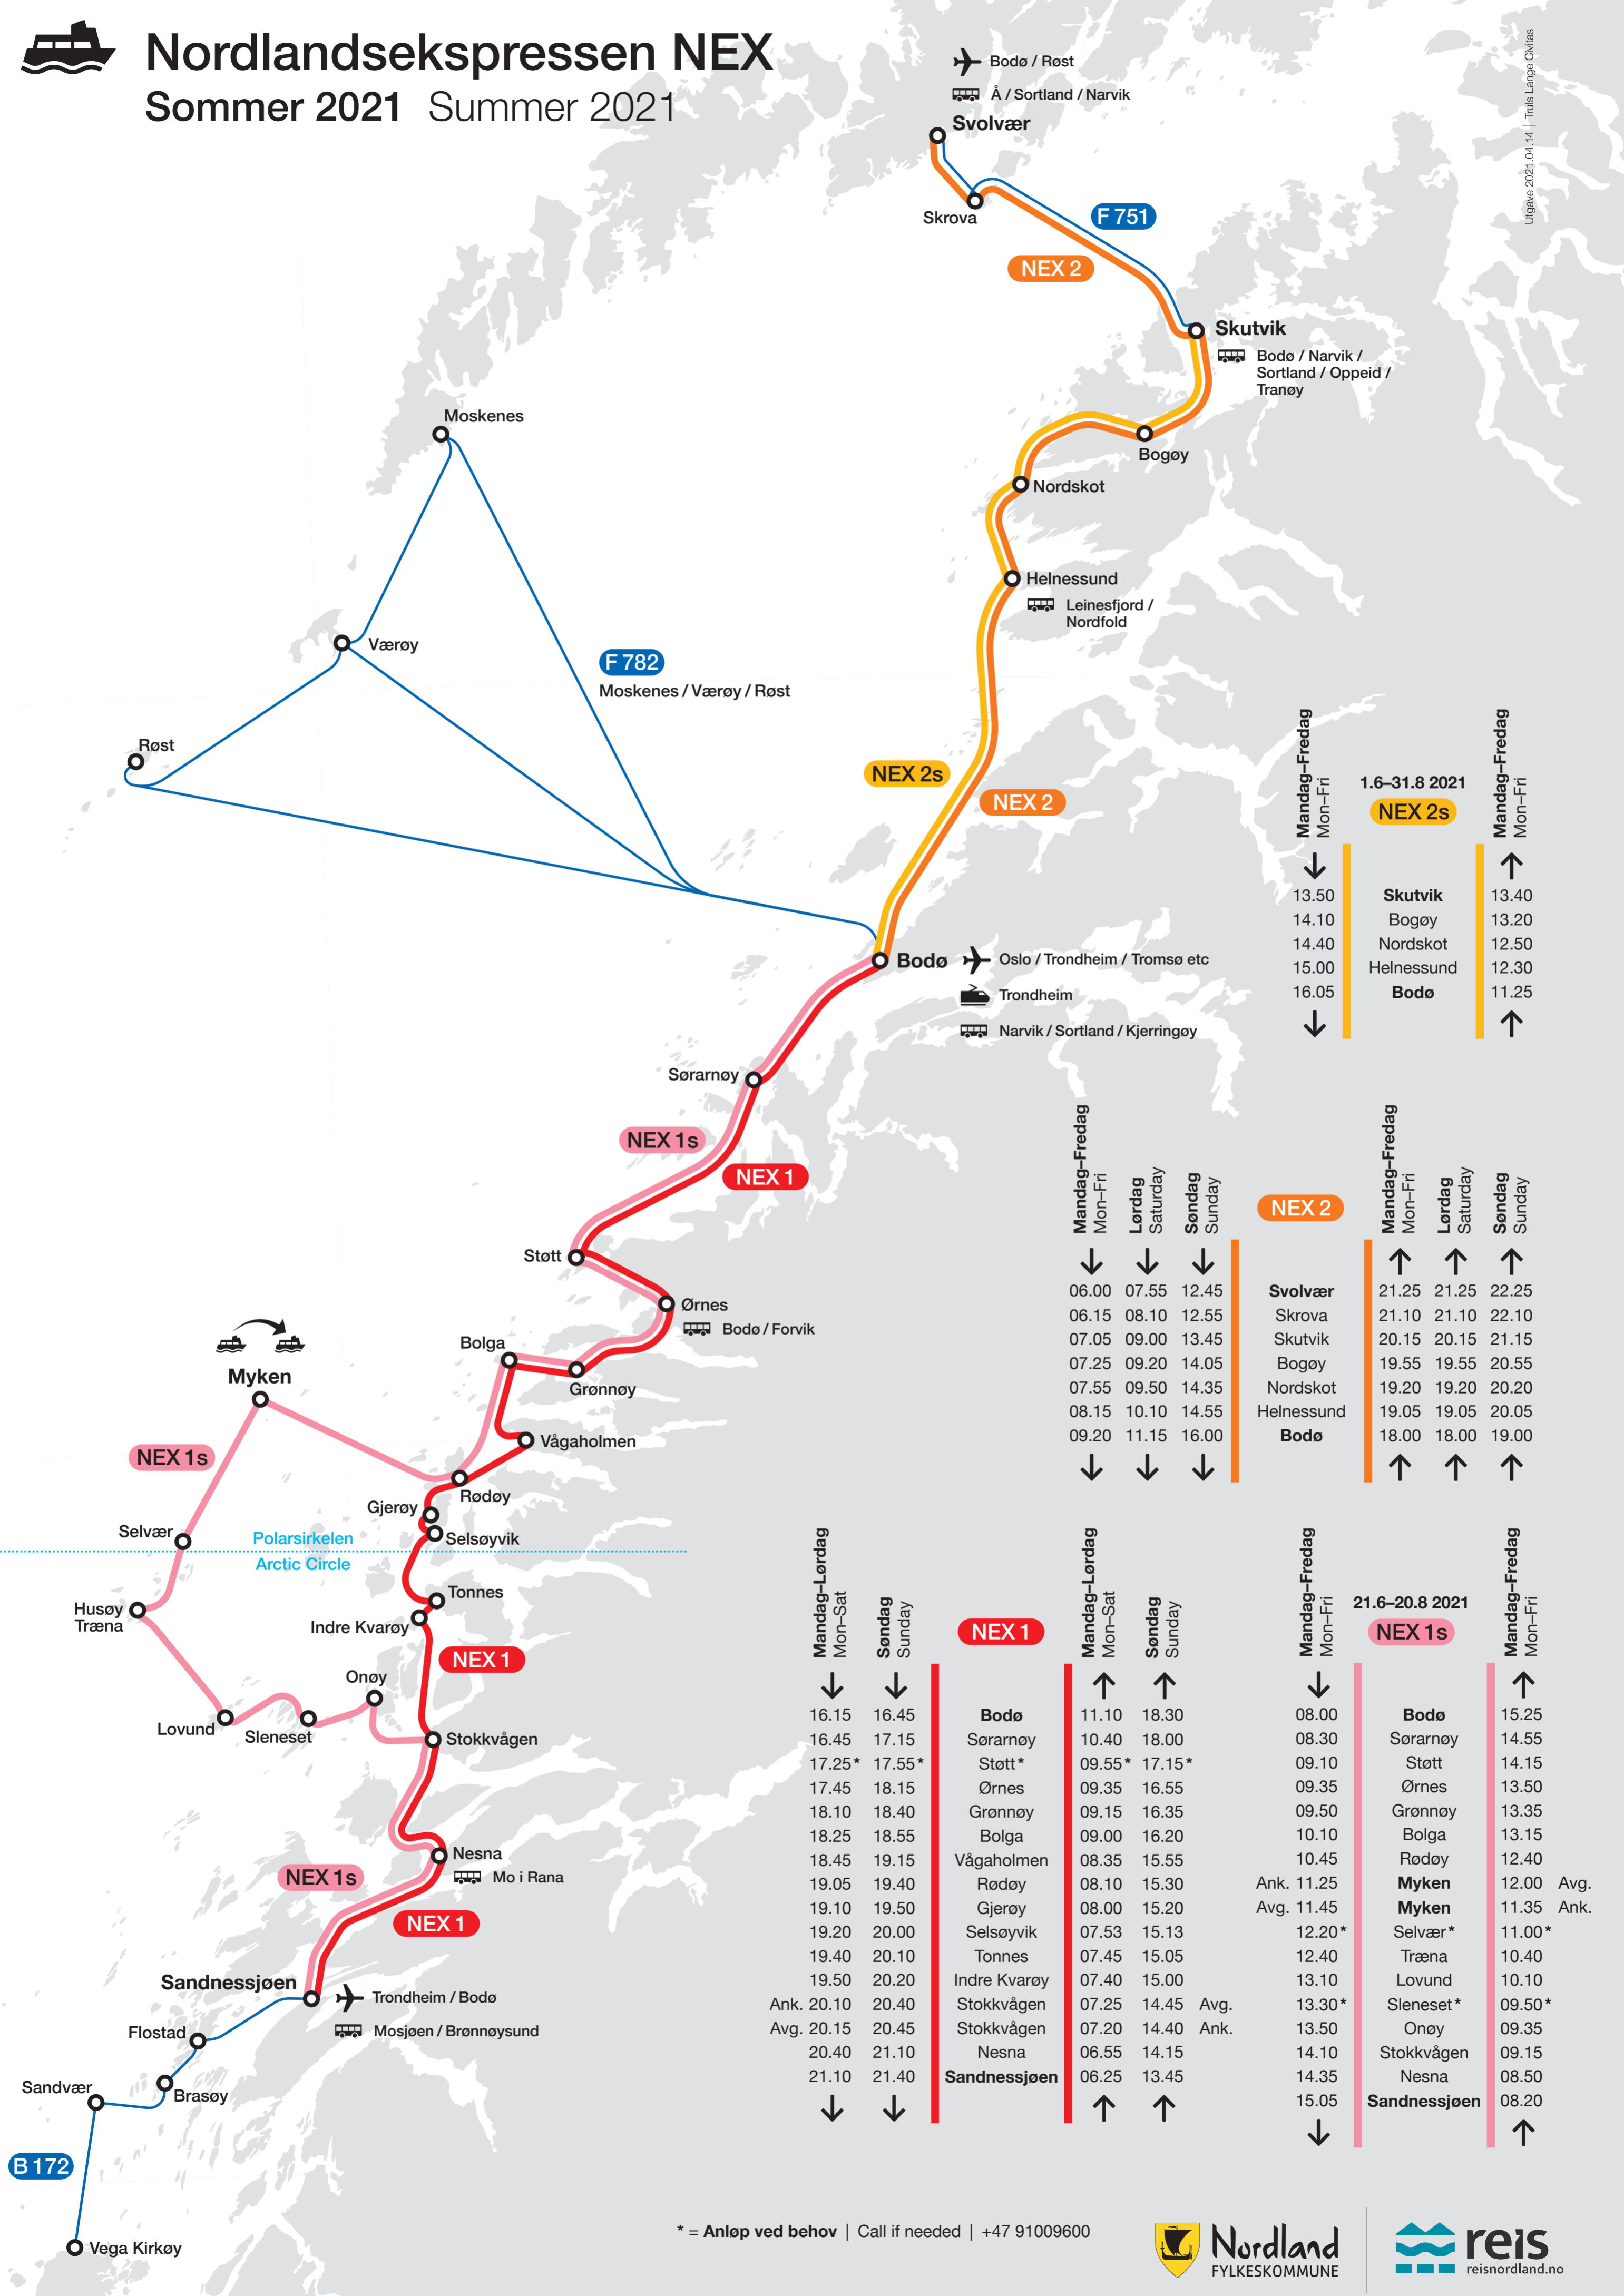 Nordlandsekspressen NEX
Sommer 2021 Summer 2021
Utgave 2021.04.14 | Truls Lange Civitas
Bodø / Røst
Å / Sortland / Narvik
Svolvær
Skrova
F 751
NEX 2
Skutvik
Bodø / Narvik /
Sortland / Oppeid /
Tranøy
Moskenes
Bogøy
Nordskot
Helnessund
Leinesfjord /
Nordfold
Værøy
F 782
Moskenes / Værøy / Røst
Røst
NEX 2s
NEX 2
Bodø
Oslo / Trondheim / Tromsø etc
Trondheim
Narvik / Sortland / Kjerringøy
Sørarnøy
NEX 1s
NEX 1
Støtt
Ørnes
Bodø / Forvik
Bolga
Grønnøy
Myken
Vågaholmen
NEX 1s
Rødøy
Gjerøy
Selsøyvik
Selvær
Polarsirkelen
Arctic Circle
Tonnes
Husøy
Træna
Indre Kvarøy
NEX 1
Onøy
Lovund
Sleneset
Stokkvågen
Nesna
Mo i Rana
NEX 1s
NEX 1
Sandnessjøen
Trondheim / Bodø
Mosjøen / Brønnøysund
Flostad
Sandvær
Brasøy
B 172
Vega Kirkøy
Mandag–Fredag
Mon–Fri
1.6–31.8 2021
NEX 2s
Mandag–Fredag
Mon–Fri
13.50 Skutvik 13.40
14.10 Bogøy 13.20
14.40 Nordskot 12.50
15.00 Helnessund 12.30
16.05 Bodø 11.25
Mandag–Fredag
Mon–Fri
Lørdag
Saturday
Søndag
Sunday
NEX 2
Mandag–Fredag
Mon–Fri
Lørdag
Saturday
Søndag
Sunday
06.00 07.55 12.45 Svolvær 21.25 21.25 22.25
06.15 08.10 12.55 Skrova 21.10 21.10 22.10
07.05 09.00 13.45 Skutvik 20.15 20.15 21.15
07.25 09.20 14.05 Bogøy 19.55 19.55 20.55
07.55 09.50 14.35 Nordskot 19.20 19.20 20.20
08.15 10.10 14.55 Helnessund 19.05 19.05 20.05
09.20 11.15 16.00 Bodø 18.00 18.00 19.00
Mandag–Lørdag
Mon–Sat
Søndag
Sunday
NEX 1
Mandag–Lørdag
Mon–Sat
Søndag
Sunday
16.15 16.45 Bodø 11.10 18.30
16.45 17.15 Sørarnøy 10.40 18.00
17.25* 17.55* Støtt* 09.55* 17.15*
17.45 18.15 Ørnes 09.35 16.55
18.10 18.40 Grønnøy 09.15 16.35
18.25 18.55 Bolga 09.00 16.20
18.45 19.15 Vågaholmen 08.35 15.55
19.05 19.40 Rødøy 08.10 15.30
19.10 19.50 Gjerøy 08.00 15.20
19.20 20.00 Selsøyvik 07.53 15.13
19.40 20.10 Tonnes 07.45 15.05
19.50 20.20 Indre Kvarøy 07.40 15.00
Ank. 20.10 20.40 Stokkvågen 07.25 14.45 Avg.
Avg. 20.15 20.45 Stokkvågen 07.20 14.40 Ank.
20.40 21.10 Nesna 06.55 14.15
21.10 21.40 Sandnessjøen 06.25 13.45
Mandag–Fredag
Mon–Fri
21.6–20.8 2021
NEX 1s
Mandag–Fredag
Mon–Fri
08.00 Bodø 15.25
08.30 Sørarnøy 14.55
09.10 Støtt 14.15
09.35 Ørnes 13.50
09.50 Grønnøy 13.35
10.10 Bolga 13.15
10.45 Rødøy 12.40
Ank. 11.25 Myken 12.00 Avg.
Avg. 11.45 Myken 11.35 Ank.
12.20* Selvær* 11.00*
12.40 Træna 10.40
13.10 Lovund 10.10
13.30* Sleneset* 09.50*
13.50 Onøy 09.35
14.10 Stokkvågen 09.15
14.35 Nesna 08.50
15.05 Sandnessjøen 08.20
* = Anløp ved behov | Call if needed | +47 91009600
Nordland
FYLKESKOMMUNE
reis
reisnordland.no